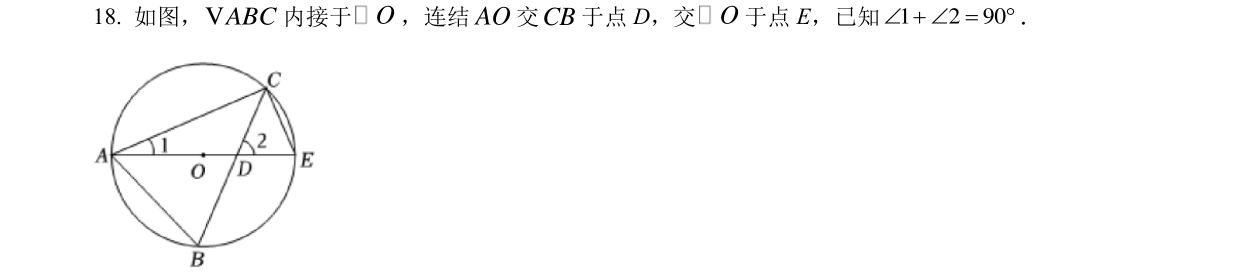 18. 如图，VABC 内接于□ O，连结 AO 交 CB 于点 D，交□ O 于点 E，已知 ∠1+∠2=90°．
C
1
2
A
O
D
E
B